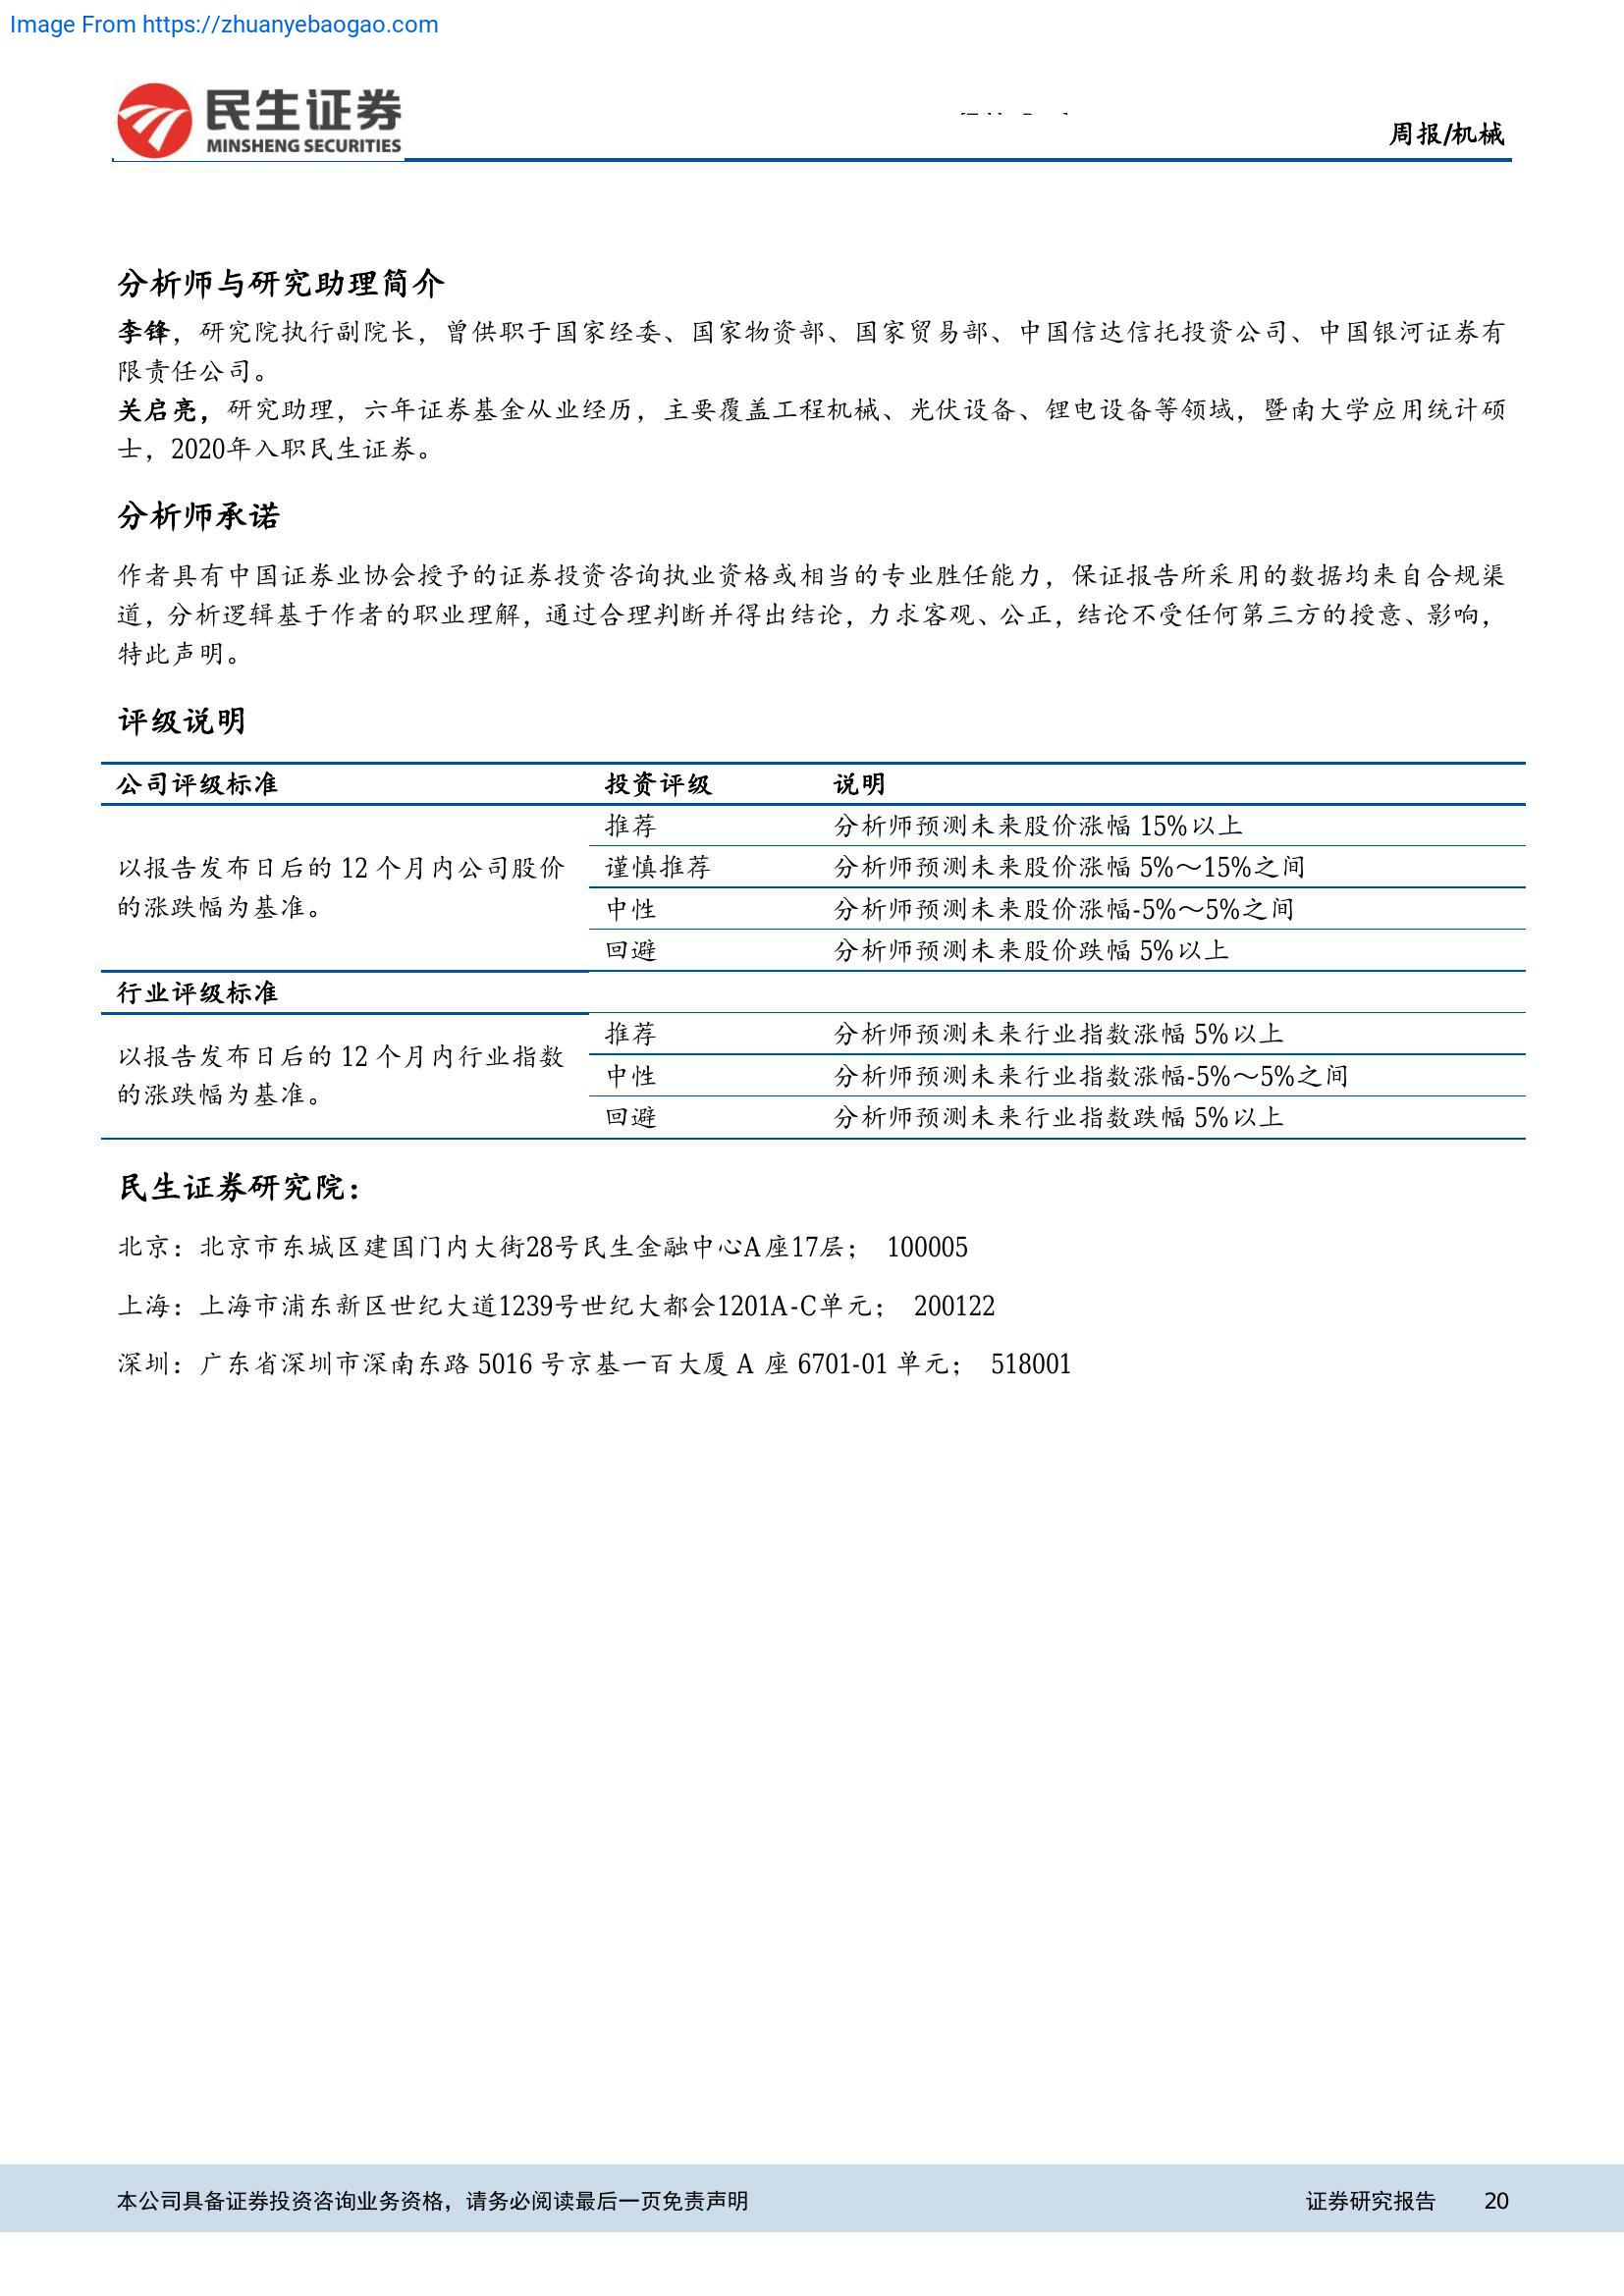 Image From https://zhuanyebaogao.com
民生证券
MINSHENG SECURITIES
周报/机械
分析师与研究助理简介
李锋，研究院执行副院长，曾供职于国家经委、国家物资部、国家贸易部、中国信达信托投资公司、中国银河证券有
限责任公司。
关启亮，研究助理，六年证券基金从业经历，主要覆盖工程机械、光伏设备、锂电设备等领域，暨南大学应用统计硕
士，2020年入职民生证券。
分析师承诺
作者具有中国证券业协会授予的证券投资咨询执业资格或相当的专业胜任能力，保证报告所采用的数据均来自合规渠
道，分析逻辑基于作者的职业理解，通过合理判断并得出结论，力求客观、公正，结论不受任何第三方的授意、影响，
特此声明。
评级说明
公司评级标准 投资评级 说明
以报告发布日后的 12 个月内公司股价
的涨跌幅为基准。
推荐 分析师预测未来股价涨幅 15%以上
谨慎推荐 分析师预测未来股价涨幅 5%～15%之间
中性 分析师预测未来股价涨幅-5%～5%之间
回避 分析师预测未来股价跌幅 5%以上
行业评级标准
以报告发布日后的 12 个月内行业指数
的涨跌幅为基准。
推荐 分析师预测未来行业指数涨幅 5%以上
中性 分析师预测未来行业指数涨幅-5%～5%之间
回避 分析师预测未来行业指数跌幅 5%以上
民生证券研究院：
北京：北京市东城区建国门内大街28号民生金融中心A座17层； 100005
上海：上海市浦东新区世纪大道1239号世纪大都会1201A-C单元； 200122
深圳：广东省深圳市深南东路 5016 号京基一百大厦 A 座 6701-01 单元； 518001
本公司具备证券投资咨询业务资格，请务必阅读最后一页免责声明 证券研究报告 20